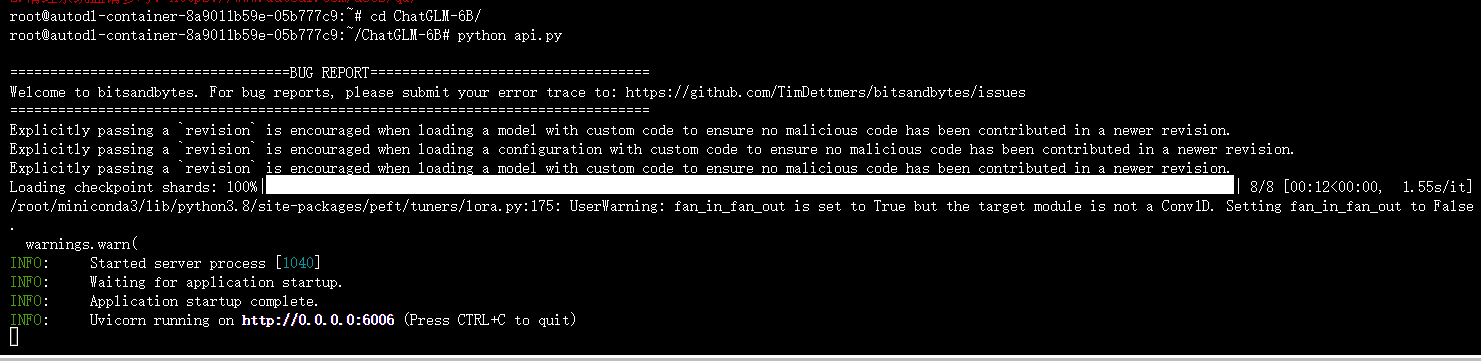 root@autodl-container-8a9011b59e-05b777c9:~# cd ChatGLM-6B/
root@autodl-container-8a9011b59e-05b777c9:~/ChatGLM-6B# python api.py
===================================BUG REPORT===================================
Welcome to bitsandbytes. For bug reports, please submit your error trace to: https://github.com/TimDettmers/bitsandbytes/issues
================================================================================
Explicitly passing a `revision` is encouraged when loading a model with custom code to ensure no malicious code has been contributed in a newer revision.
Explicitly passing a `revision` is encouraged when loading a configuration with custom code to ensure no malicious code has been contributed in a newer revision.
Explicitly passing a `revision` is encouraged when loading a model with custom code to ensure no malicious code has been contributed in a newer revision.
Loading checkpoint shards: 100%| | 8/8 [00:12<00:00,  1.55s/it]
/root/miniconda3/lib/python3.8/site-packages/peft/tuners/lora.py:175: UserWarning: fan_in_fan_out is set to True but the target module is not a Conv1D. Setting fan_in_fan_out to False
.
  warnings.warn(
INFO:     Started server process [1040]
INFO:     Waiting for application startup.
INFO:     Application startup complete.
INFO:     Uvicorn running on http://0.0.0.0:6006 (Press CTRL+C to quit)